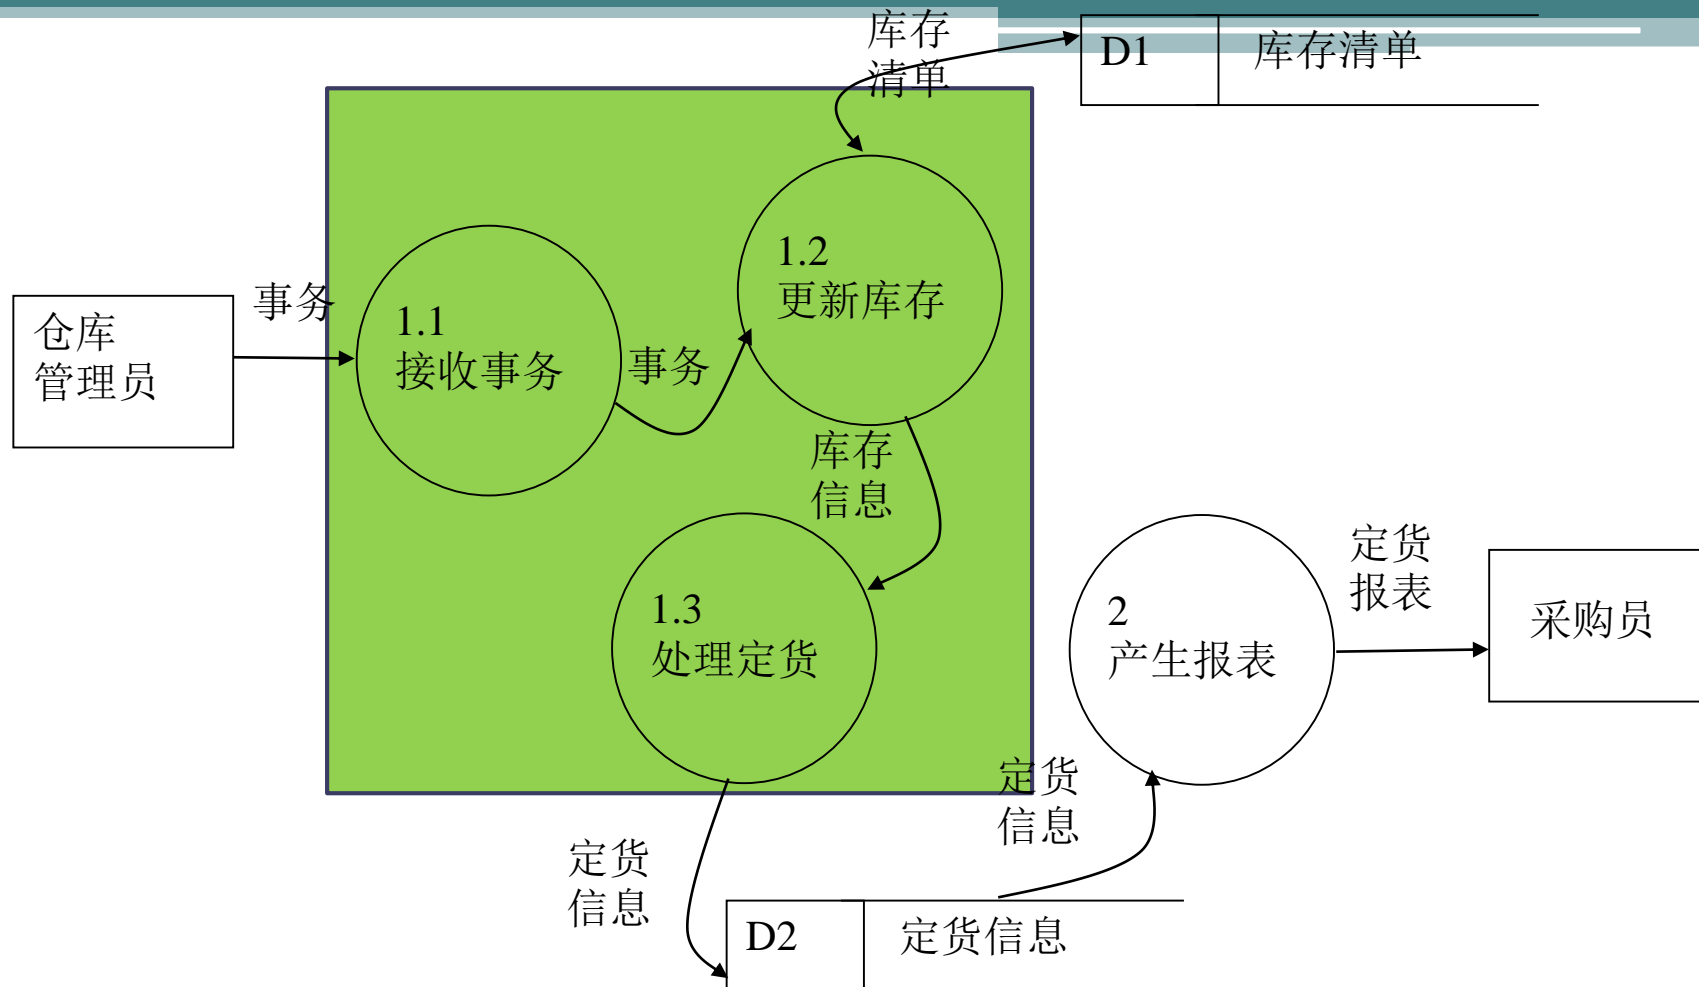 库存
清单
D1
库存清单
1.2
更新库存
事务
仓库
管理员
1.1
接收事务
事务
库存
信息
定货
报表
1.3
处理定货
2
产生报表
采购员
定货
信息
定货
信息
D2
定货信息